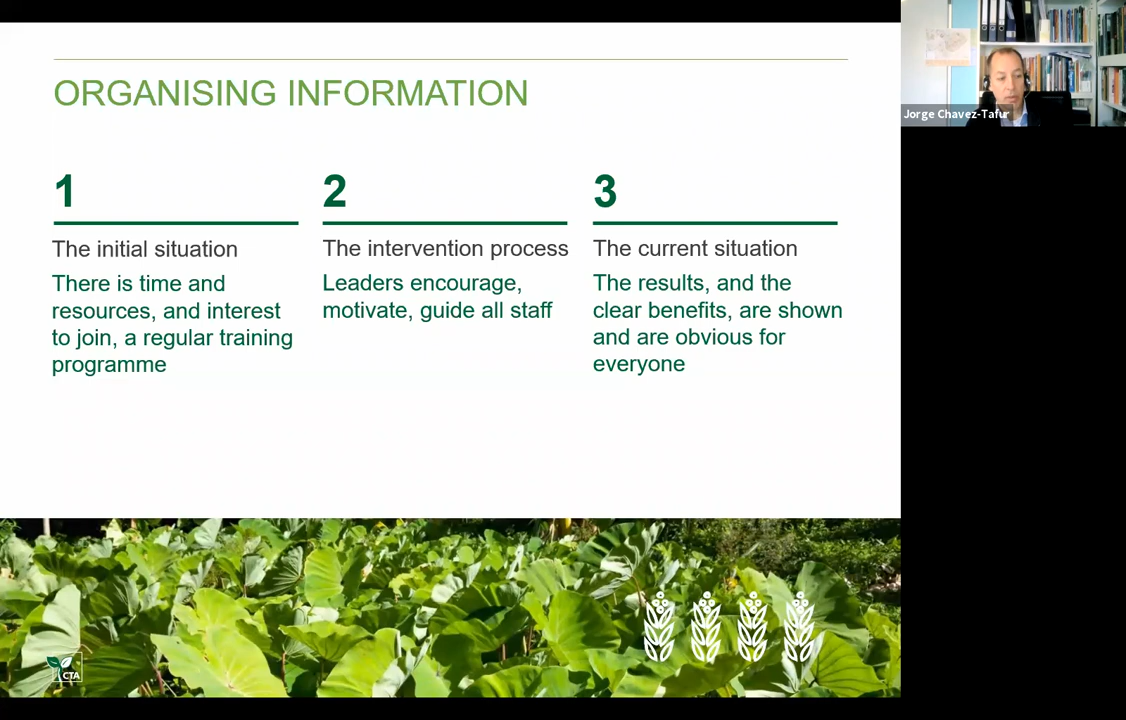 ORGANISING INFORMATION
1
The initial situation
There is time and
resources, and interest
to join, a regular training
programme
2
The intervention process
Leaders encourage,
motivate, guide all staff
3
The current situation
The results, and the
clear benefits, are shown
and are obvious for
everyone
Jorge Chavez-Tafur
CTA